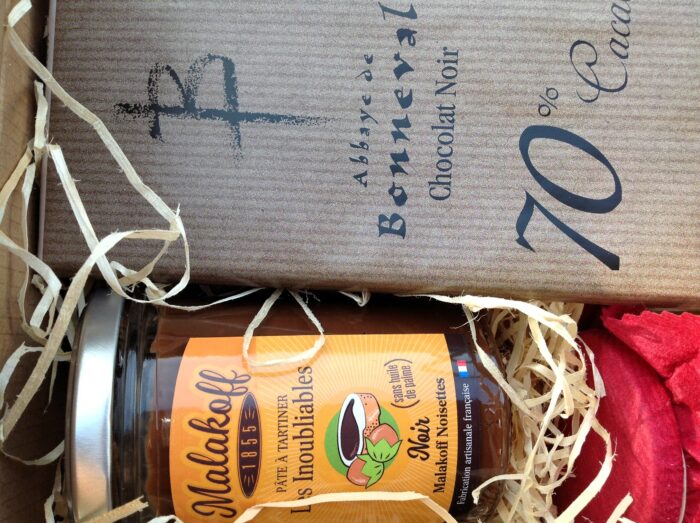 B
Abbaye de
Bonneval
Chocolat Noir
70% Cacao
Malakoff
1855
PÂTE À TARTINER
Les Inoubliables
(sans huile
de palme)
Noir
Malakoff Noisettes
Fabrication artisanale française